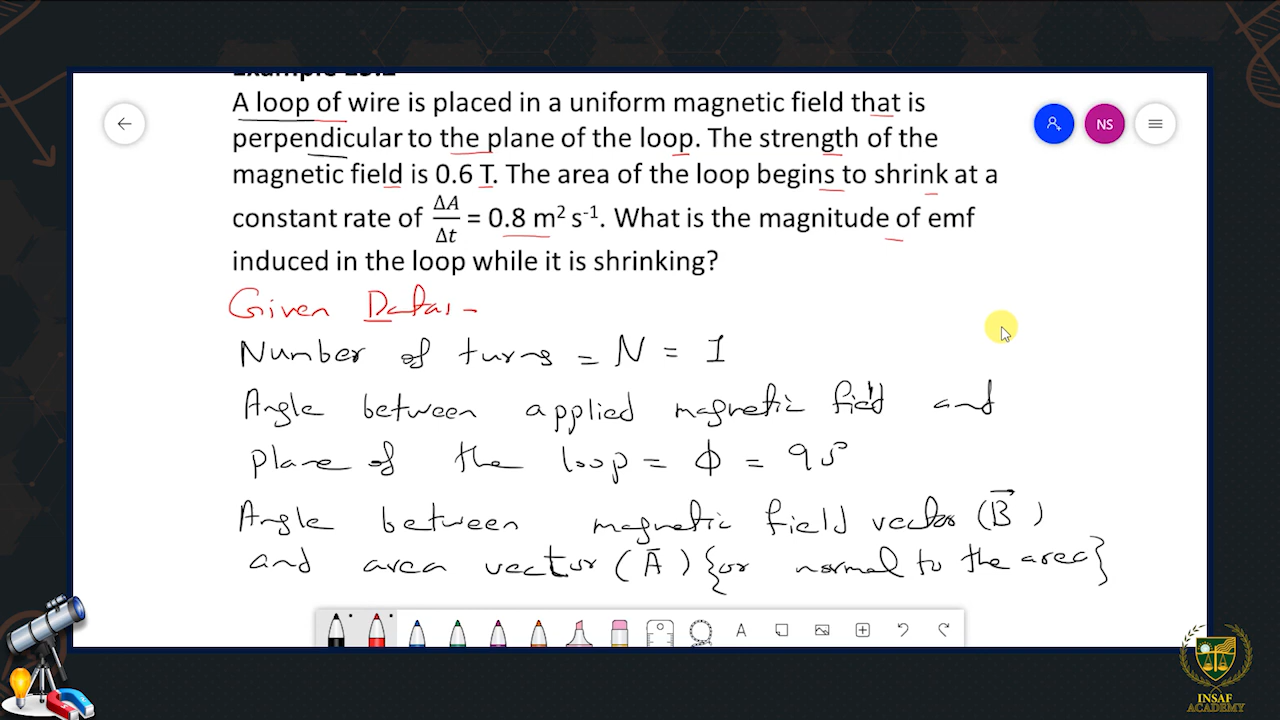 A loop of wire is placed in a uniform magnetic field that is
perpendicular to the plane of the loop. The strength of the
magnetic field is 0.6 T. The area of the loop begins to shrink at a
constant rate of ΔA/Δt = 0.8 m² s⁻¹. What is the magnitude of emf
induced in the loop while it is shrinking?
Given Data:-
Number of turns = N = 1
Angle between applied magnetic field and
plane of the loop = Φ = 90°
Angle between magnetic field vector (B⃗)
and area vector (A⃗) {or normal to the area}
NS
A
INSAF
ACADEMY